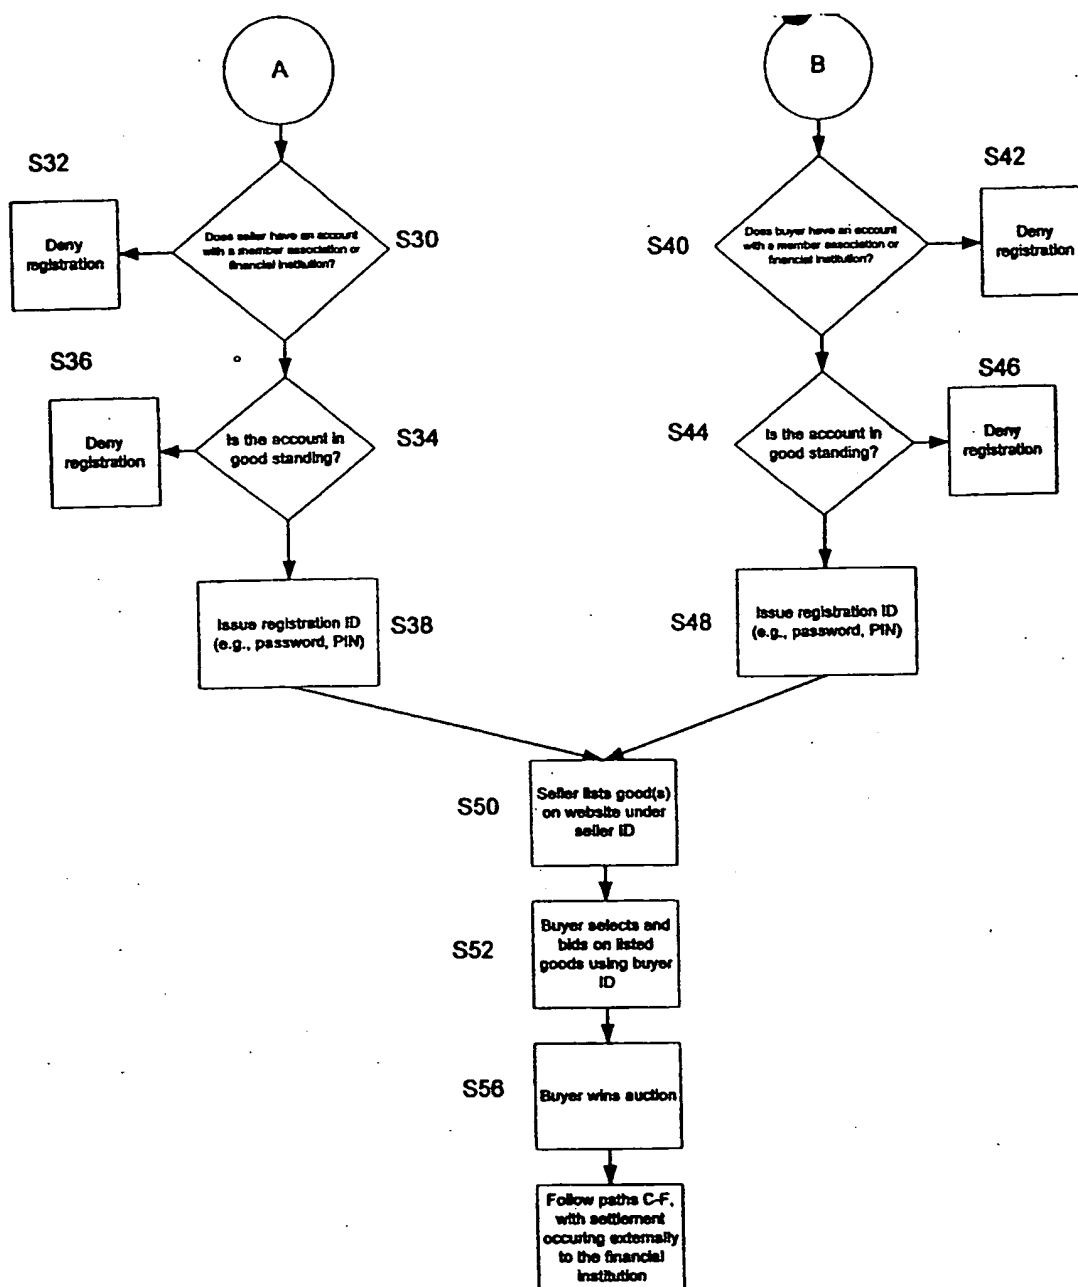 A
B
S32
Deny
registration
Does seller have an account
with a member association or
financial institution?
S30
S40
Does buyer have an account
with a member association or
financial institution?
S42
Deny
registration
S36
Deny
registration
Is the account in
good standing?
S34
S44
Is the account in
good standing?
S46
Deny
registration
Issue registration ID
(e.g., password, PIN)
S38
S48
Issue registration ID
(e.g., password, PIN)
S50
Seller lists good(s)
on website under
seller ID
S52
Buyer selects and
bids on listed
goods using buyer
ID
S56
Buyer wins auction
Follow paths C-F,
with settlement
occuring externally
to the financial
institution